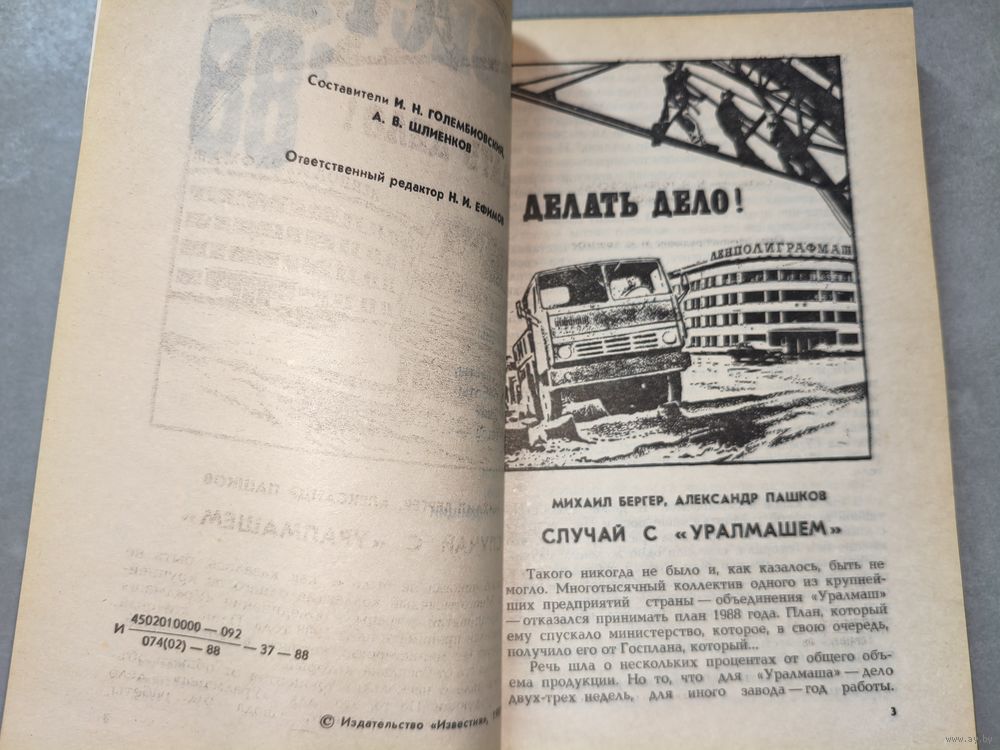 Составители И. Н. ГОЛЕМБИОВСКИЙ
А. В. ШЛИЕНКОВ
Ответственный редактор Н. И. ЕФИМОВ
4502010000—092
И — 37—88
074(02)—88
© Издательство «Известия»,
ДЕЛАТЬ ДЕЛО!
ЛЕНПОЛИГРАФМАШ
МИХАИЛ БЕРГЕР, АЛЕКСАНДР ПАШКОВ
СЛУЧАЙ С «УРАЛМАШЕМ»
Такого никогда не было и, как казалось, быть не
могло. Многотысячный коллектив одного из крупней-
ших предприятий страны—объединения «Уралмаш»
—отказался принимать план 1988 года. План, который
ему спускало министерство, которое, в свою очередь,
получило его от Госплана, который...
Речь шла о нескольких процентах от общего объ-
ема продукции. Но то, что для «Уралмаша»—дело
двух-трех недель, для иного завода—год работы.
3
www.ay.by